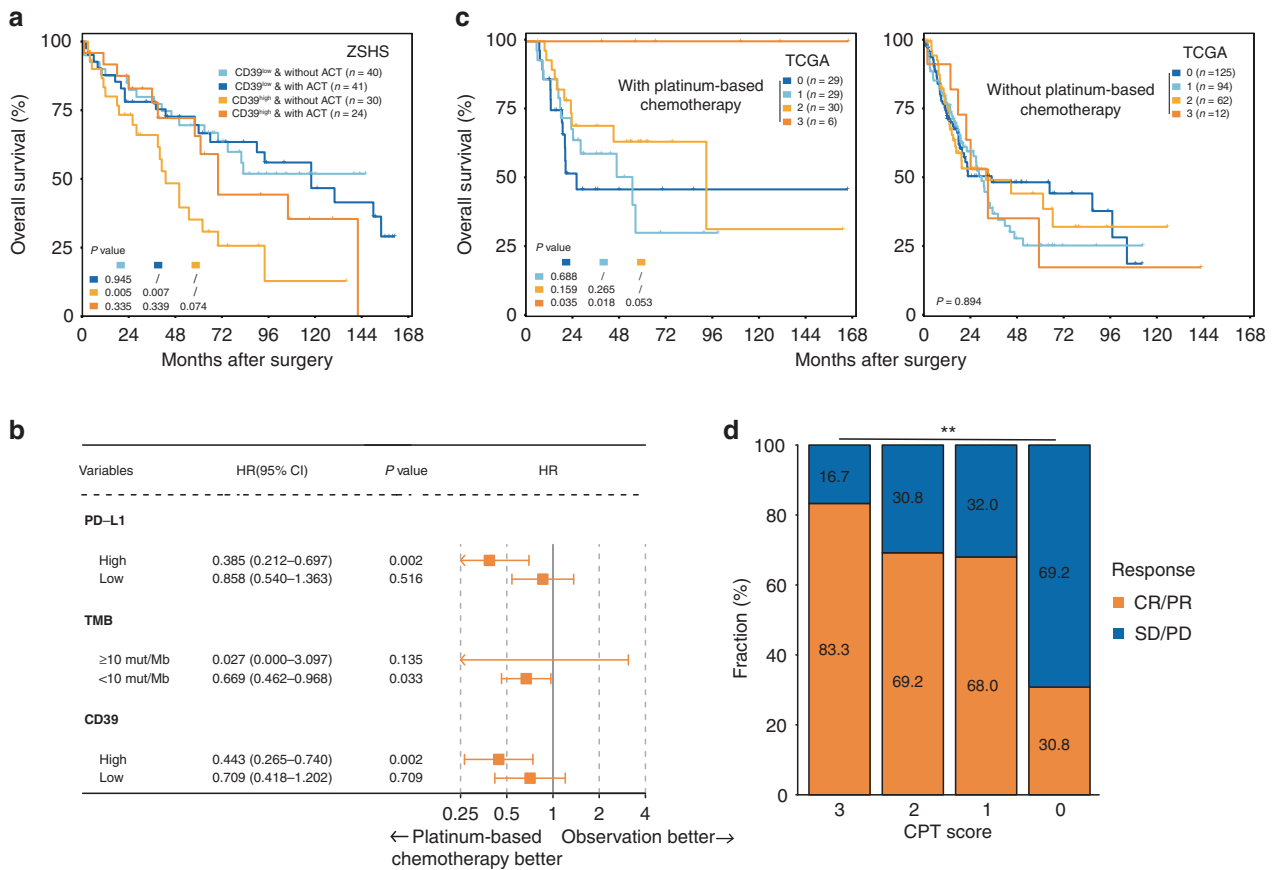 a
ZSHS
CD39low & without ACT (n = 40)
CD39low & with ACT (n = 41)
CD39high & without ACT (n = 30)
CD39high & with ACT (n = 24)
Overall survival (%)
100
75
50
25
0
P value
0.945 / /
0.005 0.007 /
0.335 0.339 0.074
0 24 48 72 96 120 144 168
Months after surgery
c
TCGA
With platinum-based
chemotherapy
0 (n = 29)
1 (n = 29)
2 (n = 30)
3 (n = 6)
Overall survival (%)
100
75
50
25
0
P value
0.688 / /
0.159 0.265 /
0.035 0.018 0.053
0 24 48 72 96 120 144 168
TCGA
Without platinum-based
chemotherapy
0 (n =125)
1 (n = 94)
2 (n = 62)
3 (n =12)
100
75
50
25
0
P = 0.894
0 24 48 72 96 120 144 168
Months after surgery
b
Variables HR(95% CI) P value HR
PD–L1
High 0.385 (0.212–0.697) 0.002
Low 0.858 (0.540–1.363) 0.516
TMB
≥10 mut/Mb 0.027 (0.000–3.097) 0.135
<10 mut/Mb 0.669 (0.462–0.968) 0.033
CD39
High 0.443 (0.265–0.740) 0.002
Low 0.709 (0.418–1.202) 0.709
0.25 0.5 1 2 4
←Platinum-based Observation better→
chemotherapy better
d
**
Fraction (%)
100
80
60
40
20
0
16.7 30.8 32.0 69.2
83.3 69.2 68.0 30.8
3 2 1 0
CPT score
Response
CR/PR
SD/PD